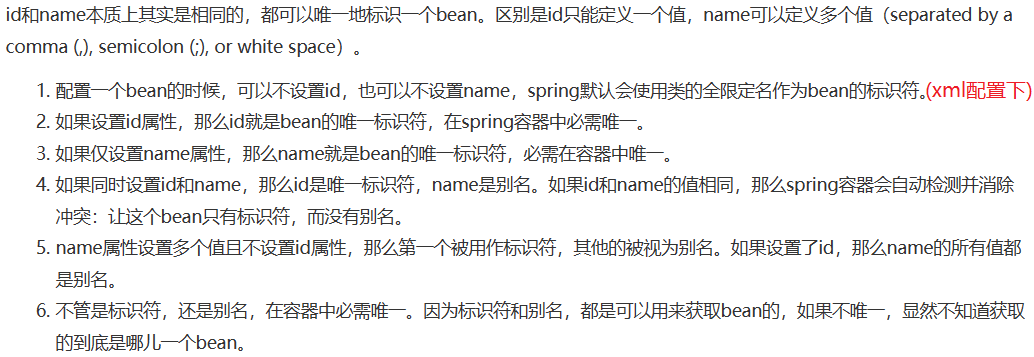 id和name本质上其实是相同的，都可以唯一地标识一个bean。区别是id只能定义一个值，name可以定义多个值（separated by a
comma (,), semicolon (;), or white space）。
1. 配置一个bean的时候，可以不设置id，也可以不设置name，spring默认会使用类的全限定名作为bean的标识符。(xml配置下)
2. 如果设置id属性，那么id就是bean的唯一标识符，在spring容器中必需唯一。
3. 如果仅设置name属性，那么name就是bean的唯一标识符，必需在容器中唯一。
4. 如果同时设置id和name，那么id是唯一标识符，name是别名。如果id和name的值相同，那么spring容器会自动检测并消除
冲突：让这个bean只有标识符，而没有别名。
5. name属性设置多个值且不设置id属性，那么第一个被用作标识符，其他的被视为别名。如果设置了id，那么name的所有值都
是别名。
6. 不管是标识符，还是别名，在容器中必需唯一。因为标识符和别名，都是可以用来获取bean的，如果不唯一，显然不知道获取
的到底是哪儿一个bean。